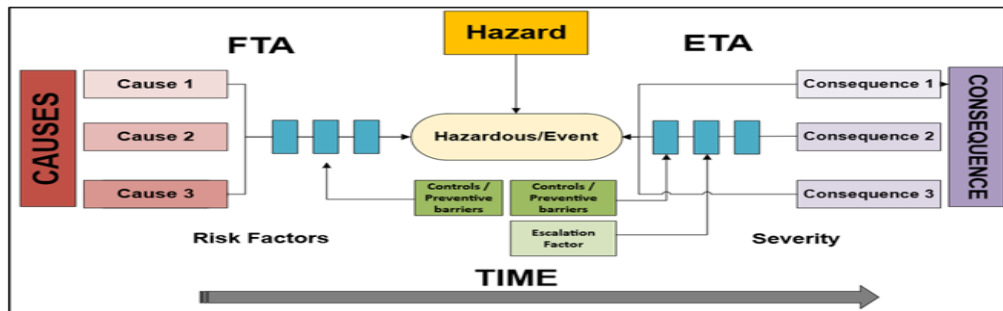 Hazard
FTA
ETA
CAUSES
Cause 1
Cause 2
Cause 3
Hazardous/Event
Consequence 1
Consequence 2
Consequence 3
CONSEQUENCE
Controls /
Preventive
barriers
Controls /
Preventive
barriers
Escalation
Factor
Risk Factors
Severity
TIME